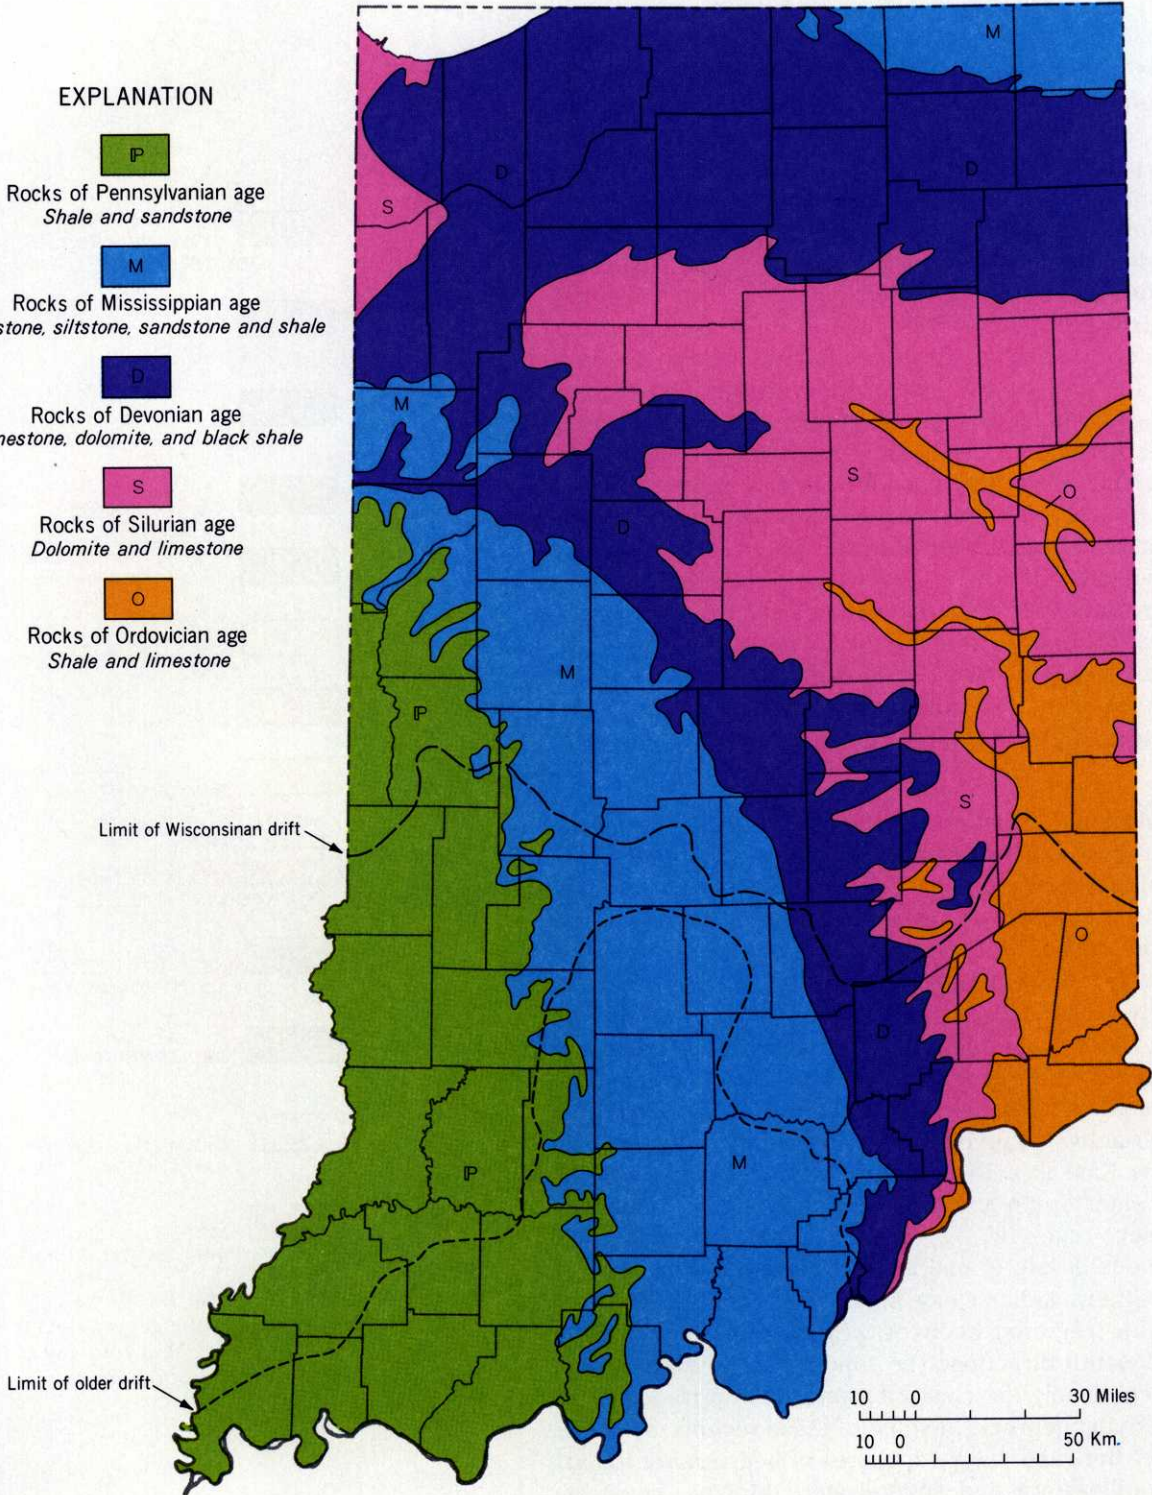 EXPLANATION
ℙ
Rocks of Pennsylvanian age
Shale and sandstone
M
Rocks of Mississippian age
stone, siltstone, sandstone and shale
D
Rocks of Devonian age
nestone, dolomite, and black shale
S
Rocks of Silurian age
Dolomite and limestone
O
Rocks of Ordovician age
Shale and limestone
M
D
D
S
M
S
O
D
M
ℙ
S
Limit of Wisconsinan drift
O
D
M
ℙ
Limit of older drift
10 0 30 Miles
10 0 50 Km.